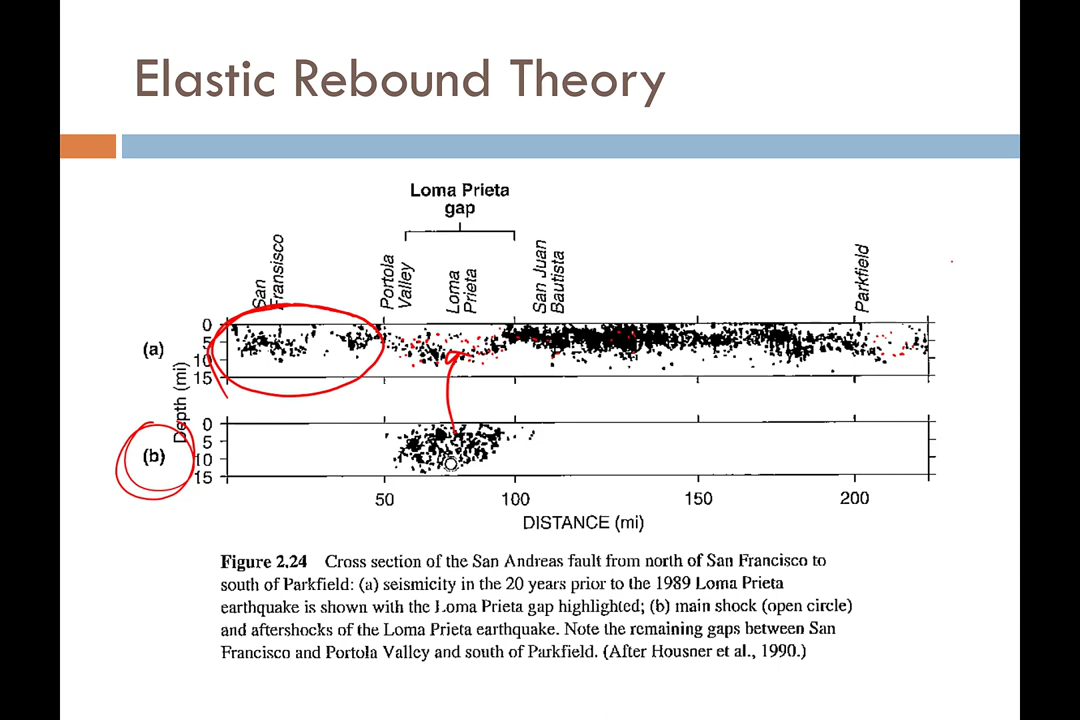 Elastic Rebound Theory
Loma Prieta
gap
San
Fransisco
Portola
Valley
Loma
Prieta
San Juan
Bautista
Parkfield
(a)
0
5
10
15
Depth (mi)
(b)
0
5
10
15
50
100
150
200
DISTANCE (mi)
Figure 2.24 Cross section of the San Andreas fault from north of San Francisco to
south of Parkfield: (a) seismicity in the 20 years prior to the 1989 Loma Prieta
earthquake is shown with the Loma Prieta gap highlighted; (b) main shock (open circle)
and aftershocks of the Loma Prieta earthquake. Note the remaining gaps between San
Francisco and Portola Valley and south of Parkfield. (After Housner et al., 1990.)